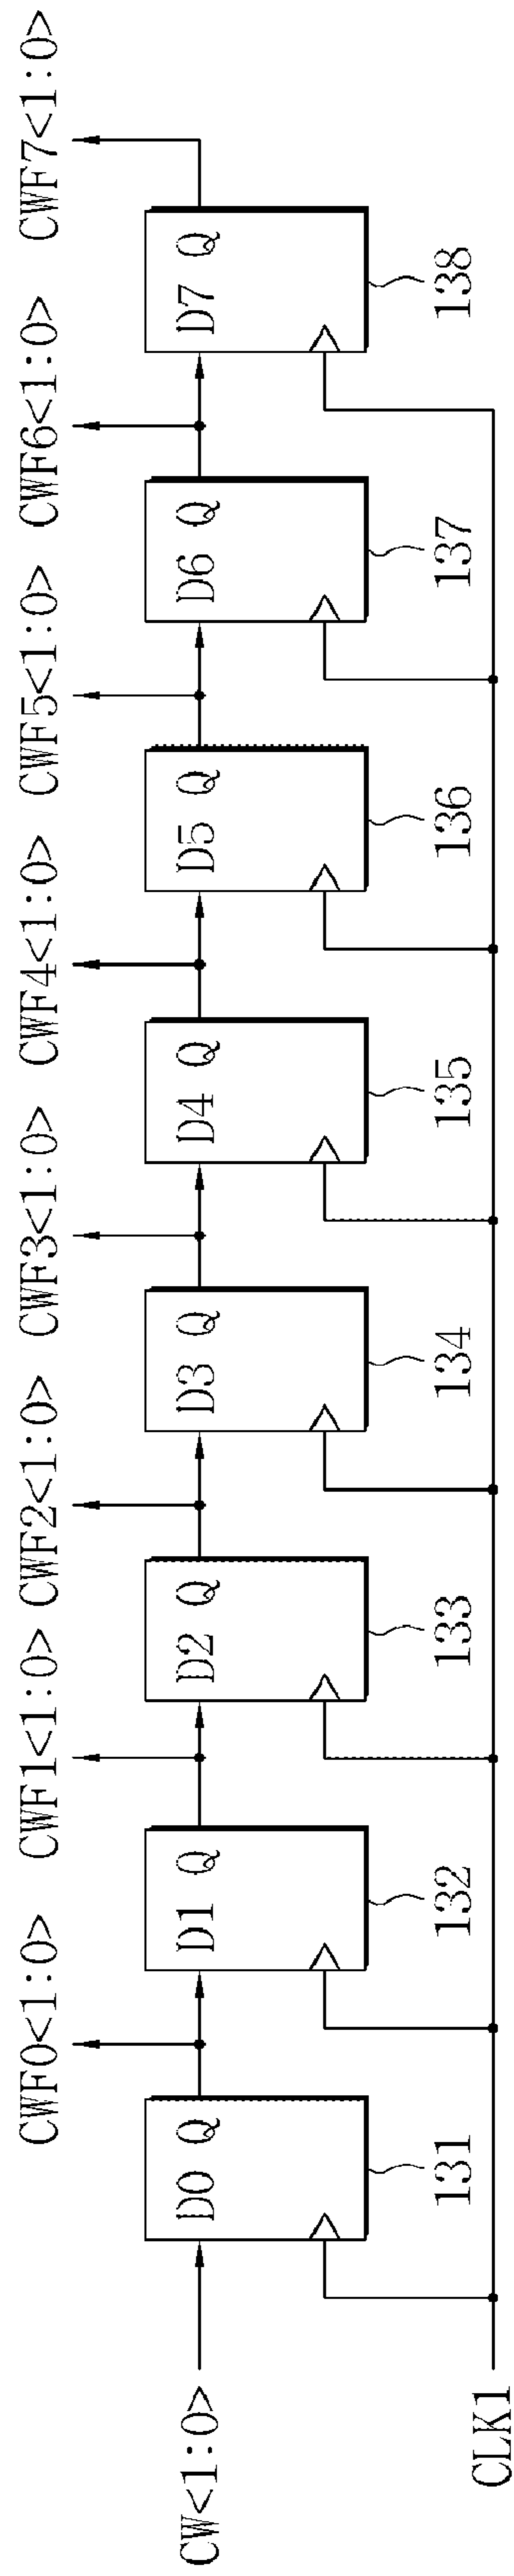 CWF0<1:0>
CWF1<1:0>
CWF2<1:0>
CWF3<1:0>
CWF4<1:0>
CWF5<1:0>
CWF6<1:0>
CWF7<1:0>
CW<1:0>
D0 Q
D1 Q
D2 Q
D3 Q
D4 Q
D5 Q
D6 Q
D7 Q
131
132
133
134
135
136
137
138
CLK1